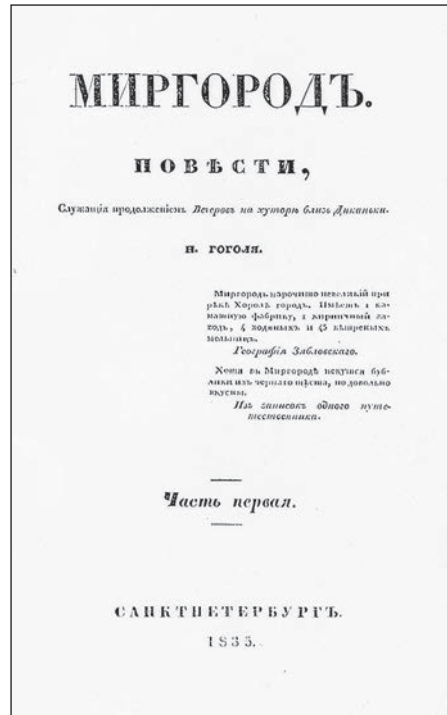 МИРГОРОДЪ.
ПОВѢСТИ,
Служащія продолженіемъ Вечеровъ на хуторѣ близь Диканьки.
Н. ГОГОЛЯ.
Миргородъ нарочито невеликій при
рѣкѣ Хоролѣ городъ. Имѣетъ 1 ка-
натную фабрику, 1 кирпичный за-
водъ, 4 водяныхъ и 45 вѣтряныхъ
мельницъ.
Географія Зябловскаго.
Хотя въ Миргородѣ пекутся буб-
лики изъ чернаго тѣста, но довольно
вкусны.
Изъ записокъ одного путе-
шественника.
Часть первая.
САНКТПЕТЕРБУРГЪ.
1835.